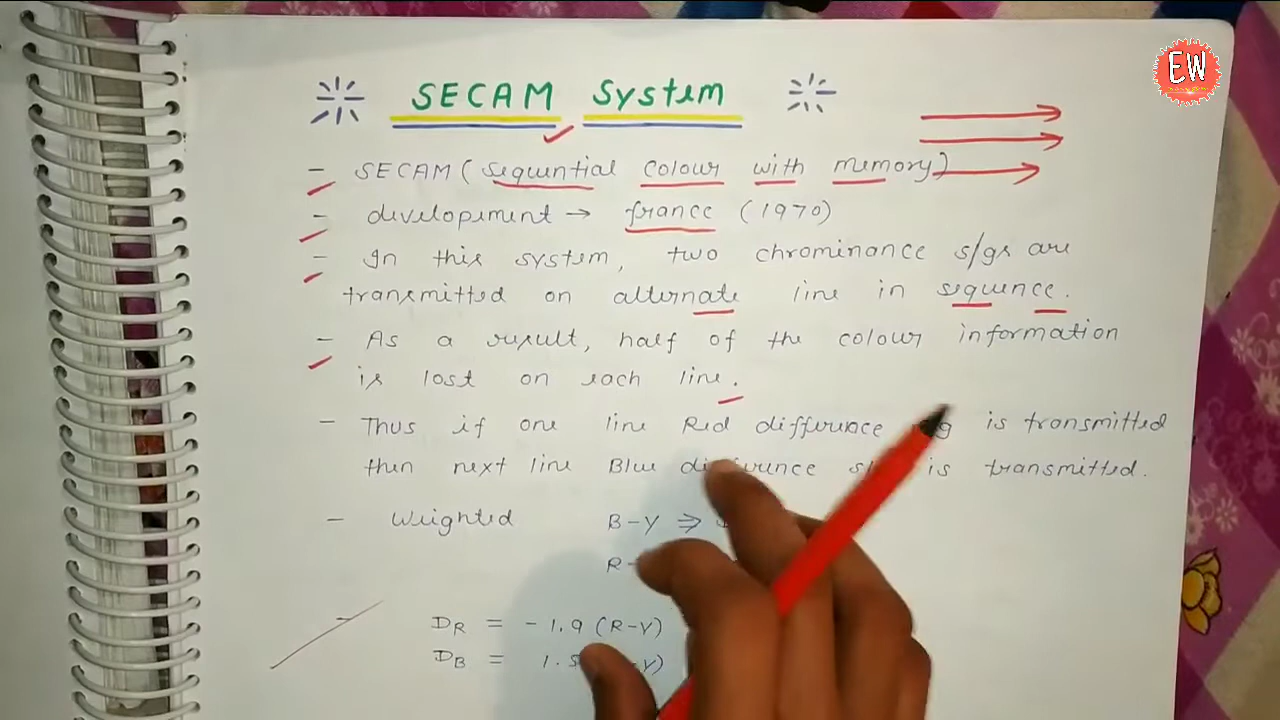 EW
SECAM System
- SECAM (Sequential Colour with memory)
- developement → france (1970)
- In this system, two chrominance s/gs are
transmitted on alternate line in sequence.
- As a result, half of the colour information
is lost on each line.
- Thus if one line Red difference is transmitted
then next line Blue difference is transmitted.
- Weighted B-Y ⇒
R-
DR = -1.9 (R-Y)
DB = 1.5 -Y)